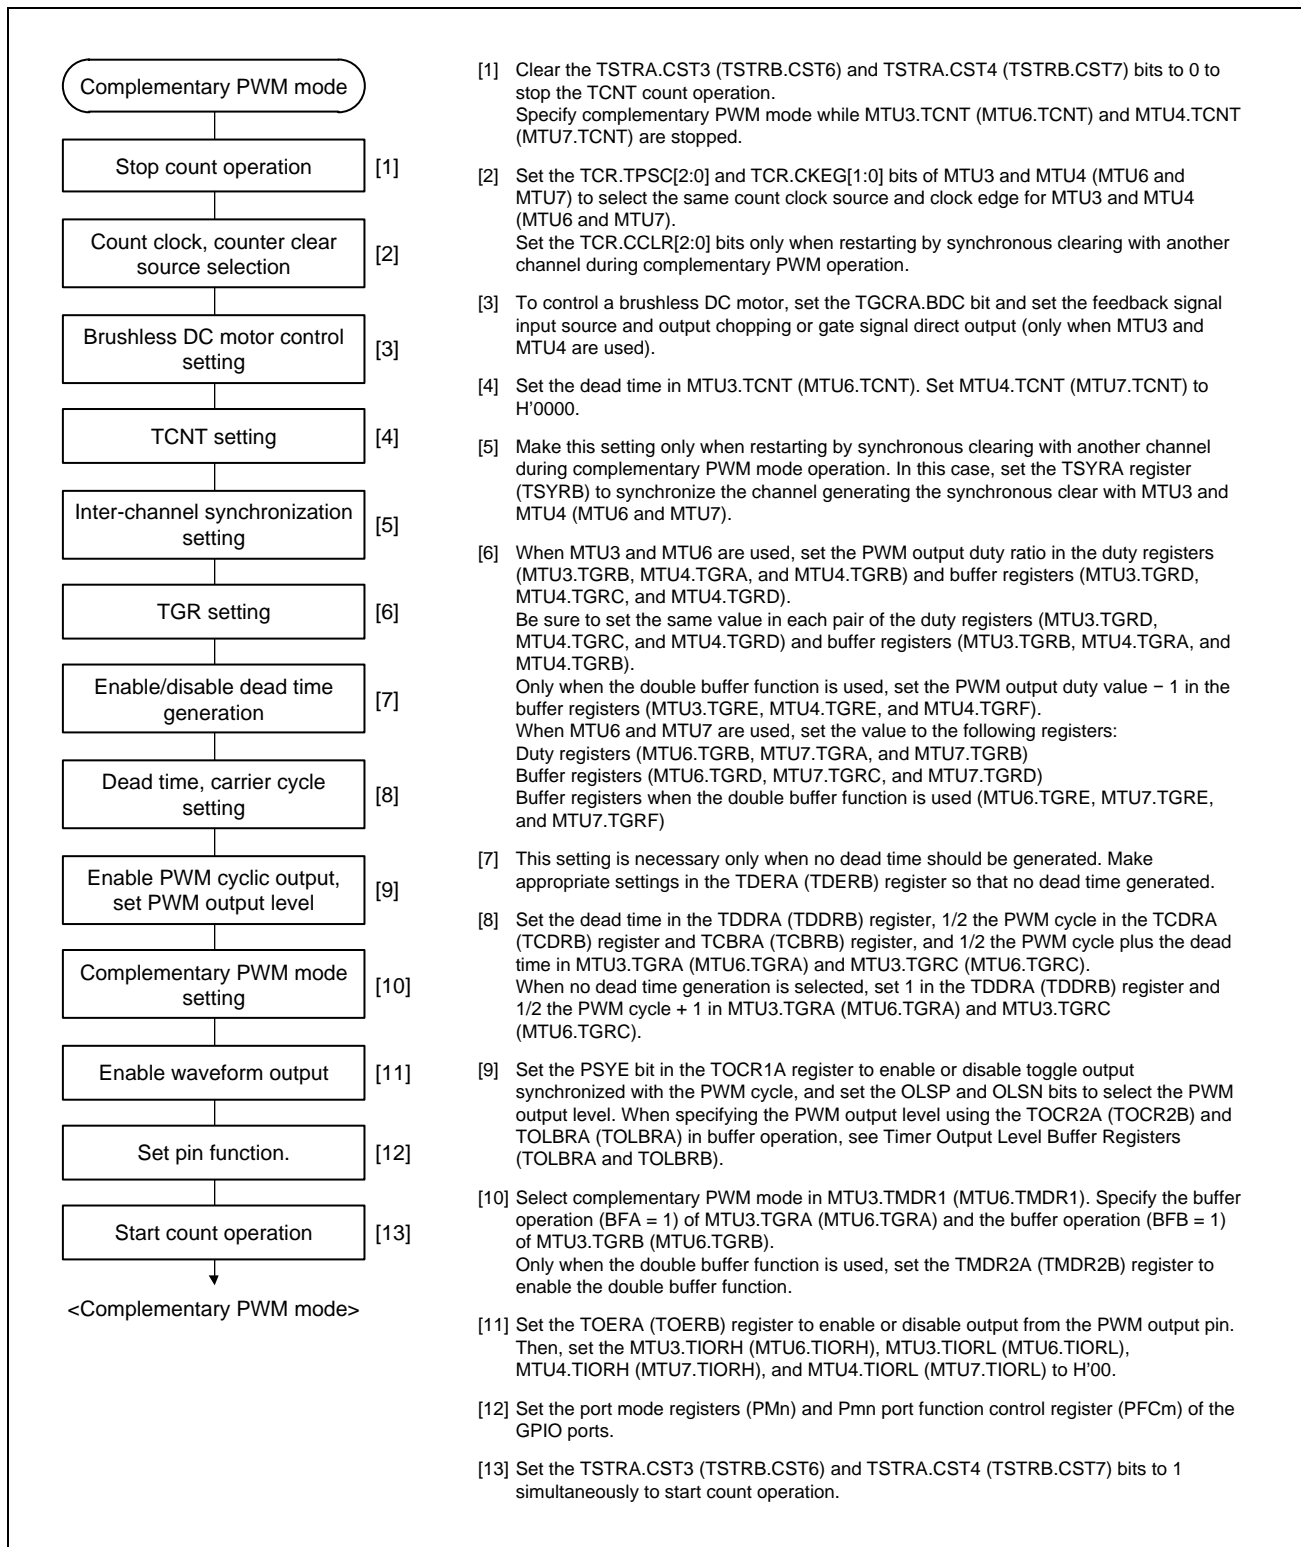 Complementary PWM mode
Stop count operation
[1]
Count clock, counter clear
source selection
[2]
Brushless DC motor control
setting
[3]
TCNT setting
[4]
Inter-channel synchronization
setting
[5]
TGR setting
[6]
Enable/disable dead time
generation
[7]
Dead time, carrier cycle
setting
[8]
Enable PWM cyclic output,
set PWM output level
[9]
Complementary PWM mode
setting
[10]
Enable waveform output
[11]
Set pin function.
[12]
Start count operation
[13]
<Complementary PWM mode>
[1] Clear the TSTRA.CST3 (TSTRB.CST6) and TSTRA.CST4 (TSTRB.CST7) bits to 0 to
stop the TCNT count operation.
Specify complementary PWM mode while MTU3.TCNT (MTU6.TCNT) and MTU4.TCNT
(MTU7.TCNT) are stopped.
[2] Set the TCR.TPSC[2:0] and TCR.CKEG[1:0] bits of MTU3 and MTU4 (MTU6 and
MTU7) to select the same count clock source and clock edge for MTU3 and MTU4
(MTU6 and MTU7).
Set the TCR.CCLR[2:0] bits only when restarting by synchronous clearing with another
channel during complementary PWM operation.
[3] To control a brushless DC motor, set the TGCRA.BDC bit and set the feedback signal
input source and output chopping or gate signal direct output (only when MTU3 and
MTU4 are used).
[4] Set the dead time in MTU3.TCNT (MTU6.TCNT). Set MTU4.TCNT (MTU7.TCNT) to
H'0000.
[5] Make this setting only when restarting by synchronous clearing with another channel
during complementary PWM mode operation. In this case, set the TSYRA register
(TSYRB) to synchronize the channel generating the synchronous clear with MTU3 and
MTU4 (MTU6 and MTU7).
[6] When MTU3 and MTU6 are used, set the PWM output duty ratio in the duty registers
(MTU3.TGRB, MTU4.TGRA, and MTU4.TGRB) and buffer registers (MTU3.TGRD,
MTU4.TGRC, and MTU4.TGRD).
Be sure to set the same value in each pair of the duty registers (MTU3.TGRD,
MTU4.TGRC, and MTU4.TGRD) and buffer registers (MTU3.TGRB, MTU4.TGRA, and
MTU4.TGRB).
Only when the double buffer function is used, set the PWM output duty value − 1 in the
buffer registers (MTU3.TGRE, MTU4.TGRE, and MTU4.TGRF).
When MTU6 and MTU7 are used, set the value to the following registers:
Duty registers (MTU6.TGRB, MTU7.TGRA, and MTU7.TGRB)
Buffer registers (MTU6.TGRD, MTU7.TGRC, and MTU7.TGRD)
Buffer registers when the double buffer function is used (MTU6.TGRE, MTU7.TGRE,
and MTU7.TGRF)
[7] This setting is necessary only when no dead time should be generated. Make
appropriate settings in the TDERA (TDERB) register so that no dead time generated.
[8] Set the dead time in the TDDRA (TDDRB) register, 1/2 the PWM cycle in the TCDRA
(TCDRB) register and TCBRA (TCBRB) register, and 1/2 the PWM cycle plus the dead
time in MTU3.TGRA (MTU6.TGRA) and MTU3.TGRC (MTU6.TGRC).
When no dead time generation is selected, set 1 in the TDDRA (TDDRB) register and
1/2 the PWM cycle + 1 in MTU3.TGRA (MTU6.TGRA) and MTU3.TGRC
(MTU6.TGRC).
[9] Set the PSYE bit in the TOCR1A register to enable or disable toggle output
synchronized with the PWM cycle, and set the OLSP and OLSN bits to select the PWM
output level. When specifying the PWM output level using the TOCR2A (TOCR2B) and
TOLBRA (TOLBRA) in buffer operation, see Timer Output Level Buffer Registers
(TOLBRA and TOLBRB).
[10] Select complementary PWM mode in MTU3.TMDR1 (MTU6.TMDR1). Specify the buffer
operation (BFA = 1) of MTU3.TGRA (MTU6.TGRA) and the buffer operation (BFB = 1)
of MTU3.TGRB (MTU6.TGRB).
Only when the double buffer function is used, set the TMDR2A (TMDR2B) register to
enable the double buffer function.
[11] Set the TOERA (TOERB) register to enable or disable output from the PWM output pin.
Then, set the MTU3.TIORH (MTU6.TIORH), MTU3.TIORL (MTU6.TIORL),
MTU4.TIORH (MTU7.TIORH), and MTU4.TIORL (MTU7.TIORL) to H'00.
[12] Set the port mode registers (PMn) and Pmn port function control register (PFCm) of the
GPIO ports.
[13] Set the TSTRA.CST3 (TSTRB.CST6) and TSTRA.CST4 (TSTRB.CST7) bits to 1
simultaneously to start count operation.